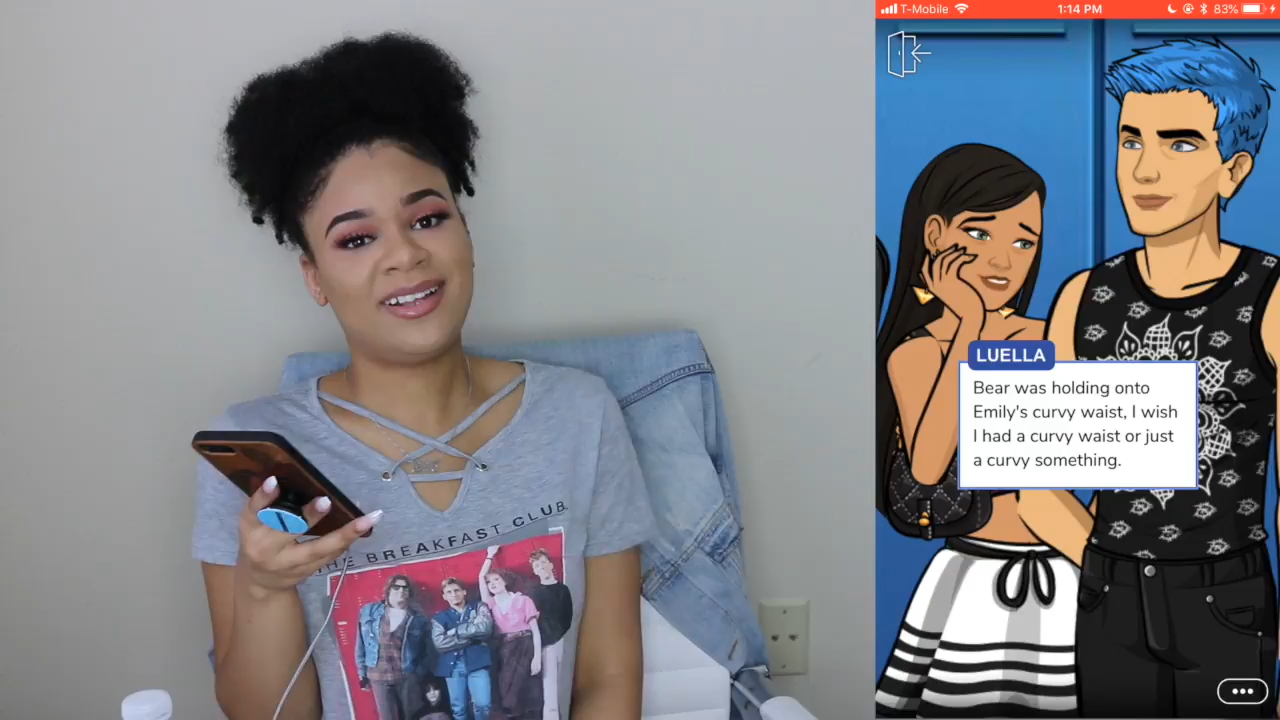 T-Mobile 1:14 PM 83%
LUELLA
Bear was holding onto
Emily's curvy waist, I wish
I had a curvy waist or just
a curvy something.
THE BREAKFAST CLUB